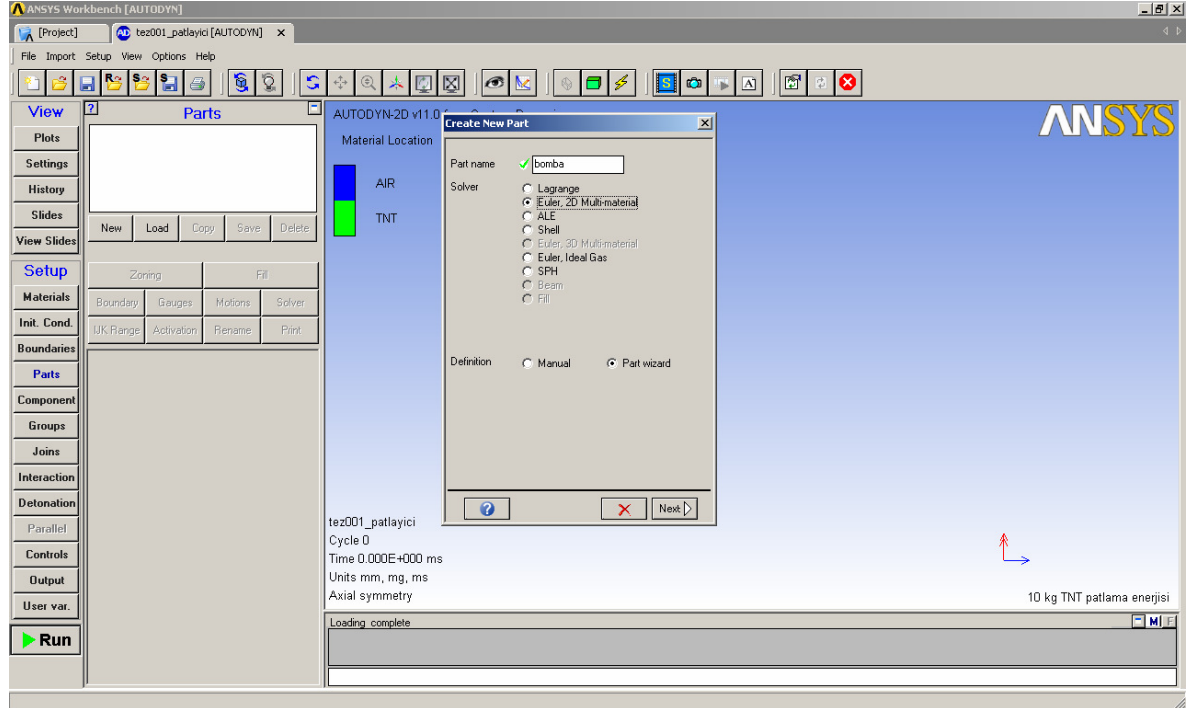 ANSYS Workbench [AUTODYN]
[Project]
AD tez001_patlayici [AUTODYN]
File Import Setup View Options Help
View
Plots
Settings
History
Slides
View Slides
Setup
Materials
Init. Cond.
Boundaries
Parts
Component
Groups
Joins
Interaction
Detonation
Parallel
Controls
Output
User var.
Run
? Parts
New Load Copy Save Delete
Zoning Fill
Boundary Gauges Motions Solver
IJK Range Activation Rename Print
AUTODYN-2D v11.0
Material Location
AIR
TNT
ANSYS
Create New Part
Part name bomba
Solver Lagrange
Euler, 2D Multi-material
ALE
Shell
Euler, 3D Multi-material
Euler, Ideal Gas
SPH
Beam
Fill
Definition Manual Part wizard
? Next
tez001_patlayici
Cycle 0
Time 0.000E+000 ms
Units mm, mg, ms
Axial symmetry
10 kg TNT patlama enerjisi
Loading complete
M F